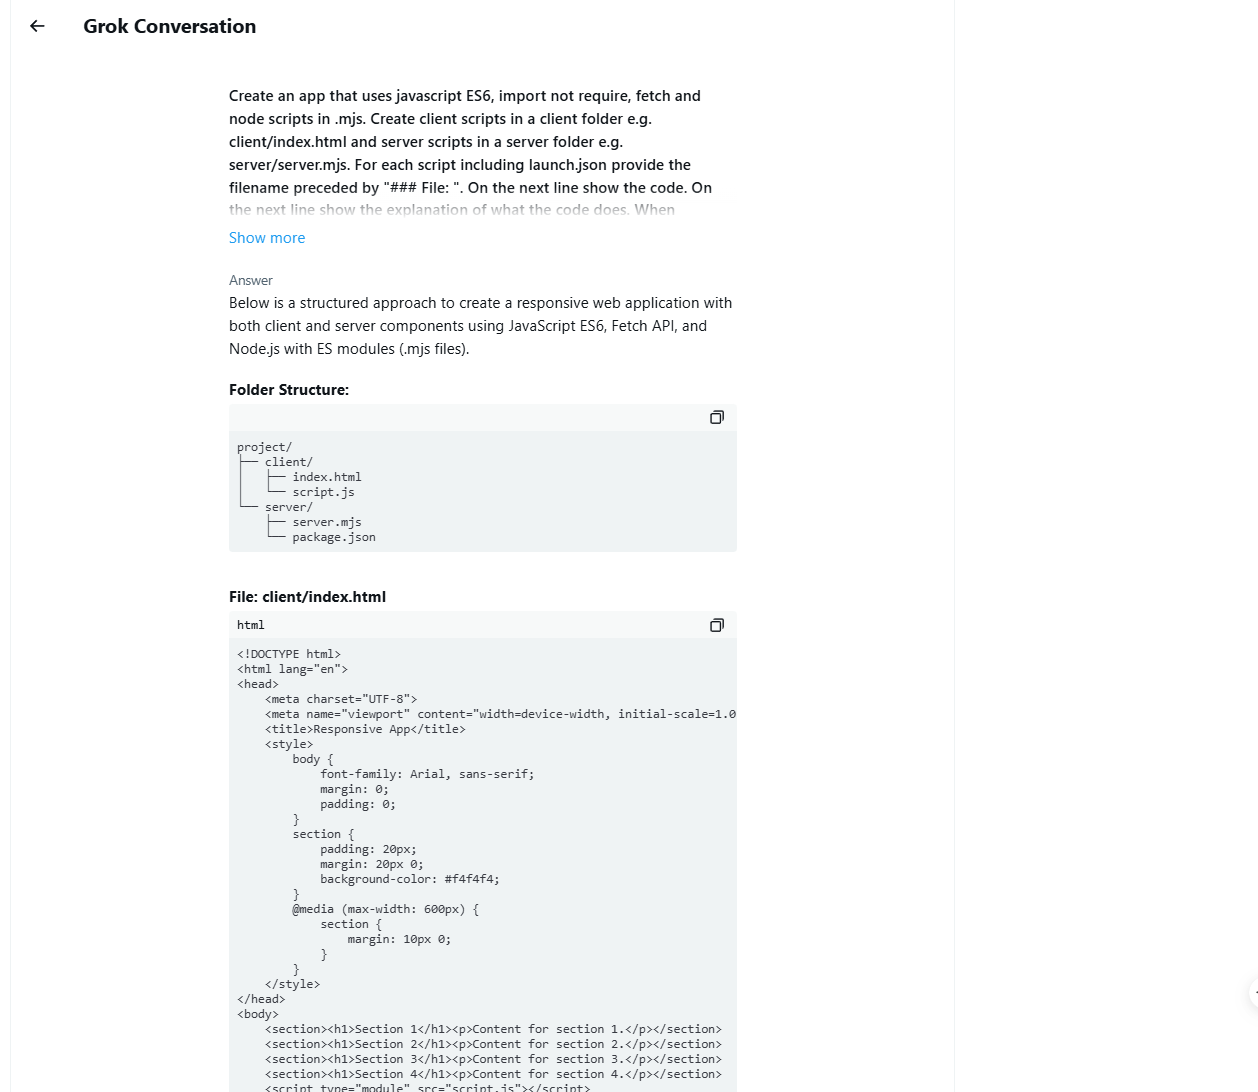 Grok Conversation
Create an app that uses javascript ES6, import not require, fetch and
node scripts in .mjs. Create client scripts in a client folder e.g.
client/index.html and server scripts in a server folder e.g.
server/server.mjs. For each script including launch.json provide the
filename preceded by "### File: ". On the next line show the code. On
the next line show the explanation of what the code does. When
Show more
Answer
Below is a structured approach to create a responsive web application with
both client and server components using JavaScript ES6, Fetch API, and
Node.js with ES modules (.mjs files).
Folder Structure:
project/
├── client/
│   ├── index.html
│   └── script.js
└── server/
    ├── server.mjs
    └── package.json
File: client/index.html
html
<!DOCTYPE html>
<html lang="en">
<head>
    <meta charset="UTF-8">
    <meta name="viewport" content="width=device-width, initial-scale=1.0
    <title>Responsive App</title>
    <style>
        body {
            font-family: Arial, sans-serif;
            margin: 0;
            padding: 0;
        }
        section {
            padding: 20px;
            margin: 20px 0;
            background-color: #f4f4f4;
        }
        @media (max-width: 600px) {
            section {
                margin: 10px 0;
            }
        }
    </style>
</head>
<body>
    <section><h1>Section 1</h1><p>Content for section 1.</p></section>
    <section><h1>Section 2</h1><p>Content for section 2.</p></section>
    <section><h1>Section 3</h1><p>Content for section 3.</p></section>
    <section><h1>Section 4</h1><p>Content for section 4.</p></section>
    <script type="module" src="script.js"></script>